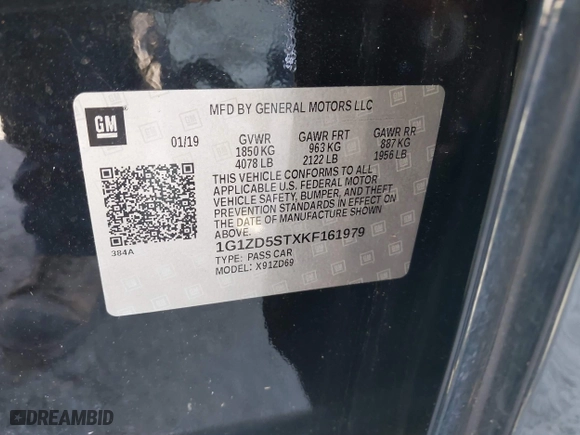 GM
MFD BY GENERAL MOTORS LLC
01/19 GVWR GAWR FRT GAWR RR
1850 KG 963 KG 887 KG
4078 LB 2122 LB 1956 LB
THIS VEHICLE CONFORMS TO ALL
APPLICABLE U.S. FEDERAL MOTOR
VEHICLE SAFETY, BUMPER, AND THEFT
PREVENTION STANDARDS IN EFFECT ON
THE DATE OF MANUFACTURE SHOWN
ABOVE.
384A
1G1ZD5STXKF161979
TYPE: PASS CAR
MODEL: X91ZD69
DREAMBID